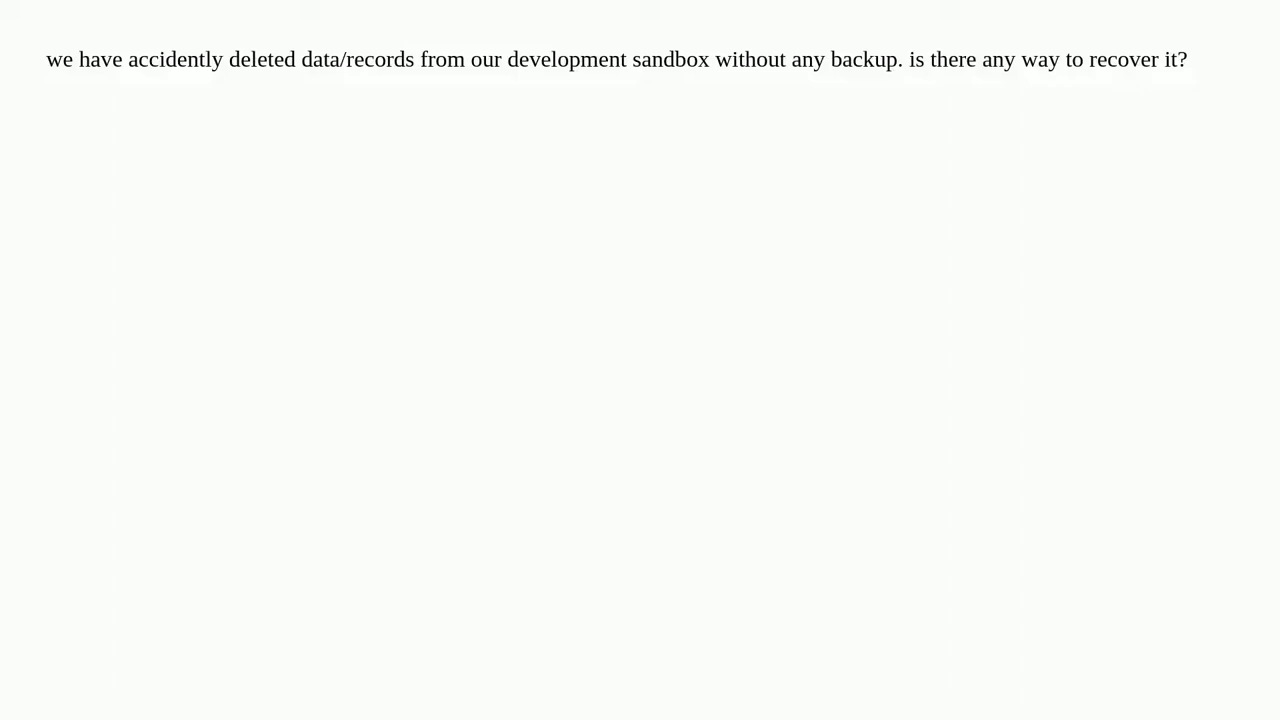 we have accidently deleted data/records from our development sandbox without any backup. is there any way to recover it?